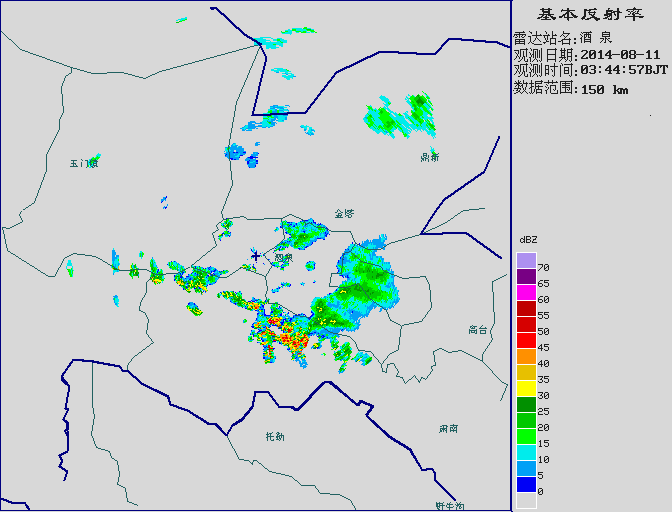 基本反射率
雷达站名:酒 泉
观测日期:2014-08-11
观测时间:03:44:57BJT
数据范围:150 km
玉门镇
鼎新
金塔
酒泉
高台
肃南
托勒
野牛沟
dBZ
70
65
60
55
50
45
40
35
30
25
20
15
10
5
0